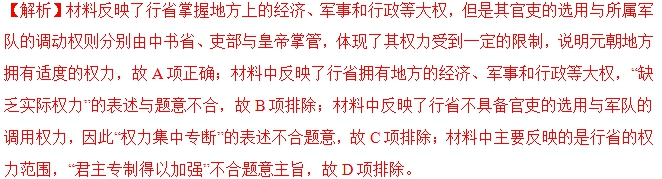 【解析】材料反映了行省掌握地方上的经济、军事和行政等大权，但是其官吏的选用与所属军
队的调动权则分别由中书省、吏部与皇帝掌管，体现了其权力受到一定的限制，说明元朝地方
拥有适度的权力，故 A 项正确；材料中反映了行省拥有地方的经济、军事和行政等大权，“缺
乏实际权力”的表述与题意不合，故 B 项排除；材料中反映了行省不具备官吏的选用与军队的
调用权力，因此“权力集中专断”的表述不合题意，故 C 项排除；材料中主要反映的是行省的权
力范围，“君主专制得以加强”不合题意主旨，故 D 项排除。